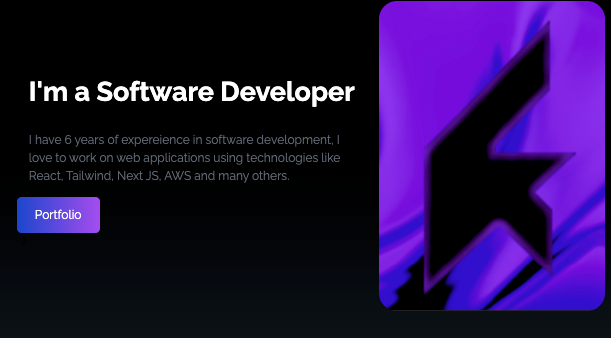 I'm a Software Developer
I have 6 years of expereience in software development, I
love to work on web applications using technologies like
React, Tailwind, Next JS, AWS and many others.
Portfolio